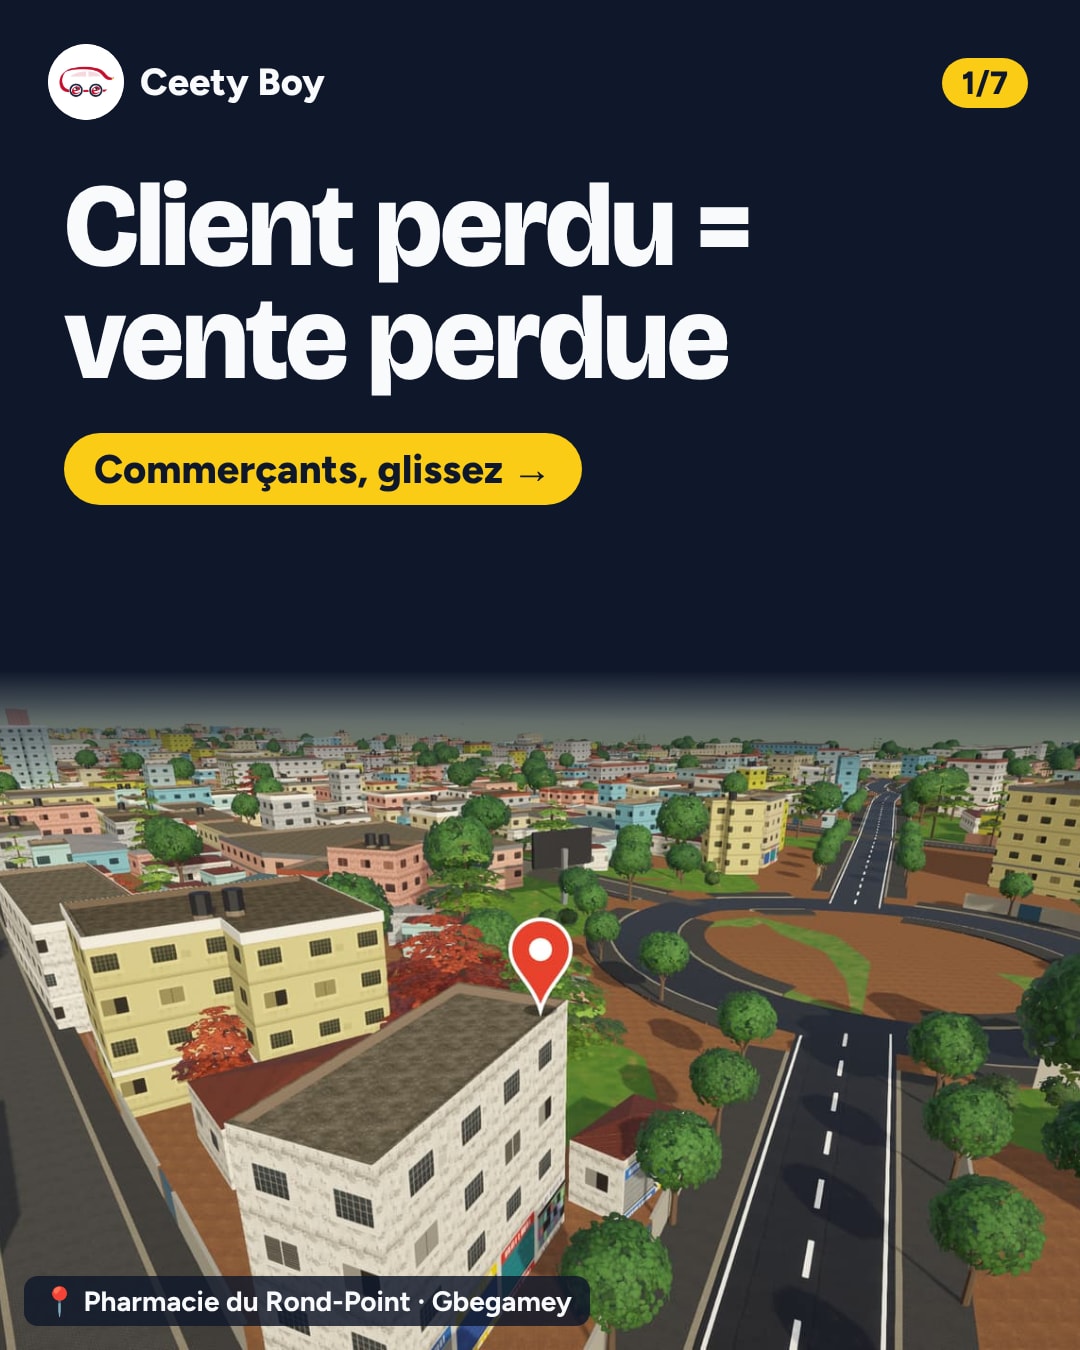 Ceety Boy
1/7
Client perdu =
vente perdue
Commerçants, glissez →
📍 Pharmacie du Rond-Point · Gbegamey